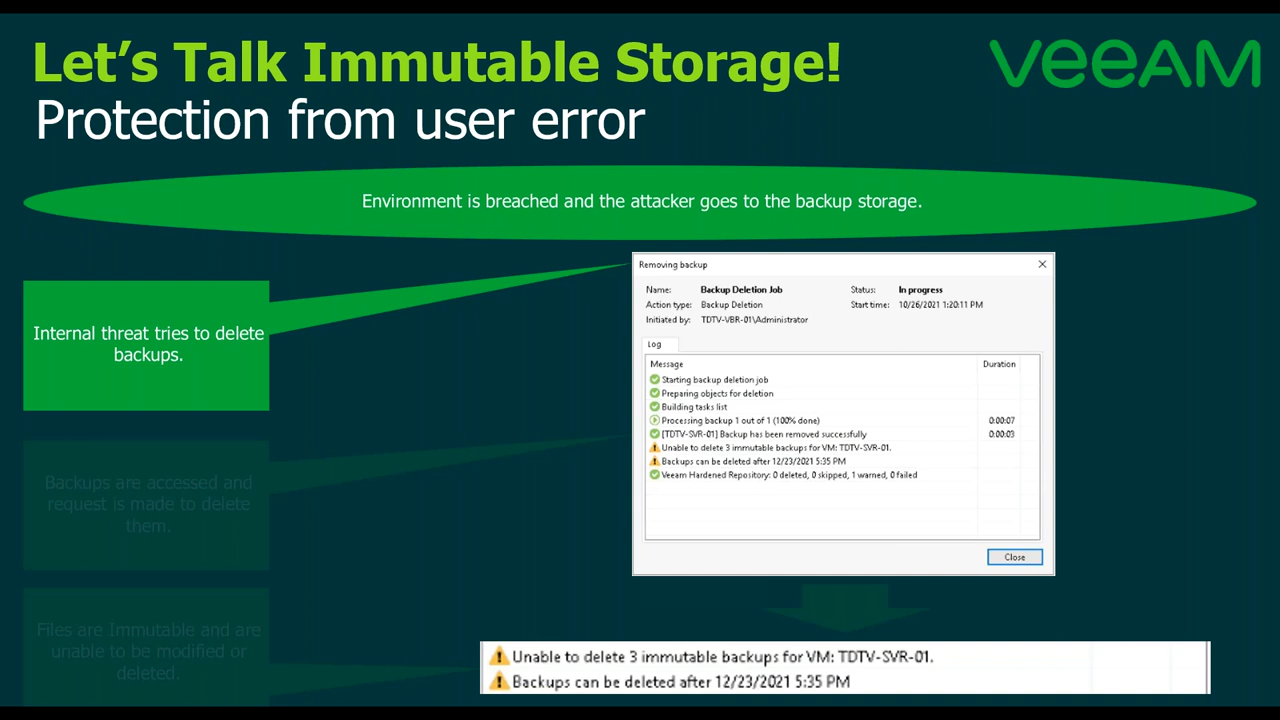 Let's Talk Immutable Storage!
VEEAM
Protection from user error
Environment is breached and the attacker goes to the backup storage.
Internal threat tries to delete
backups.
Backups are accessed and
request is made to delete
them.
Files are Immutable and are
unable to be modified or
deleted.
Removing backup
Name: Backup Deletion Job Status: In progress
Action type: Backup Deletion Start time: 10/26/2021 1:20:11 PM
Initiated by: TDTV-VBR-01\Administrator
Log
Message Duration
Starting backup deletion job
Preparing objects for deletion
Building tasks list
Processing backup 1 out of 1 (100% done) 0:00:07
[TDTV-SVR-01] Backup has been removed successfully 0:00:03
Unable to delete 3 immutable backups for VM: TDTV-SVR-01.
Backups can be deleted after 12/23/2021 5:35 PM
Veeam Hardened Repository: 0 deleted, 0 skipped, 1 warned, 0 failed
Close
Unable to delete 3 immutable backups for VM: TDTV-SVR-01.
Backups can be deleted after 12/23/2021 5:35 PM